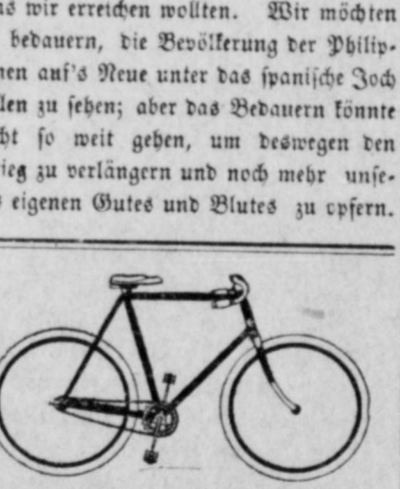 as wir erreichen wollten. Wir möchten
bedauern, die Bevölkerung der Philip-
nen auf's Neue unter das spanische Joch
llen zu sehen; aber das Bedauern könnte
cht so weit gehen, um deswegen den
ieg zu verlängern und noch mehr unse-
s eigenen Gutes und Blutes zu opfern.